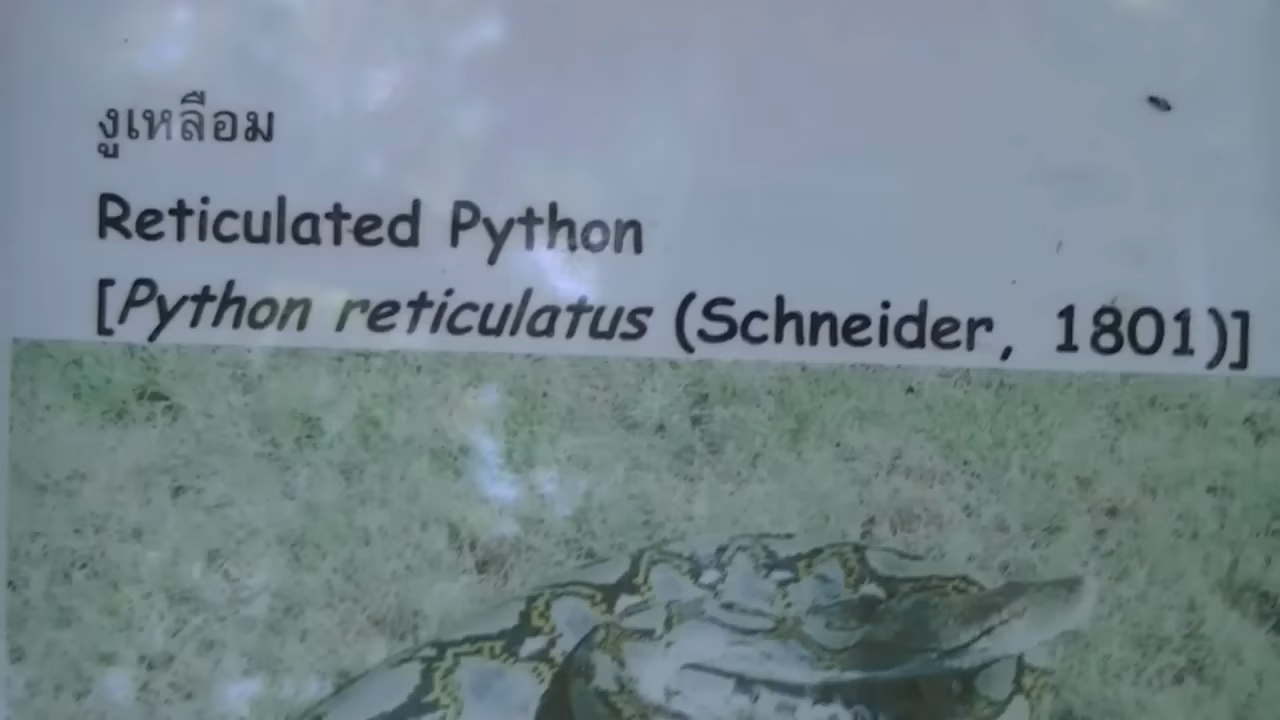 งูเหลือม
Reticulated Python
[Python reticulatus (Schneider, 1801)]